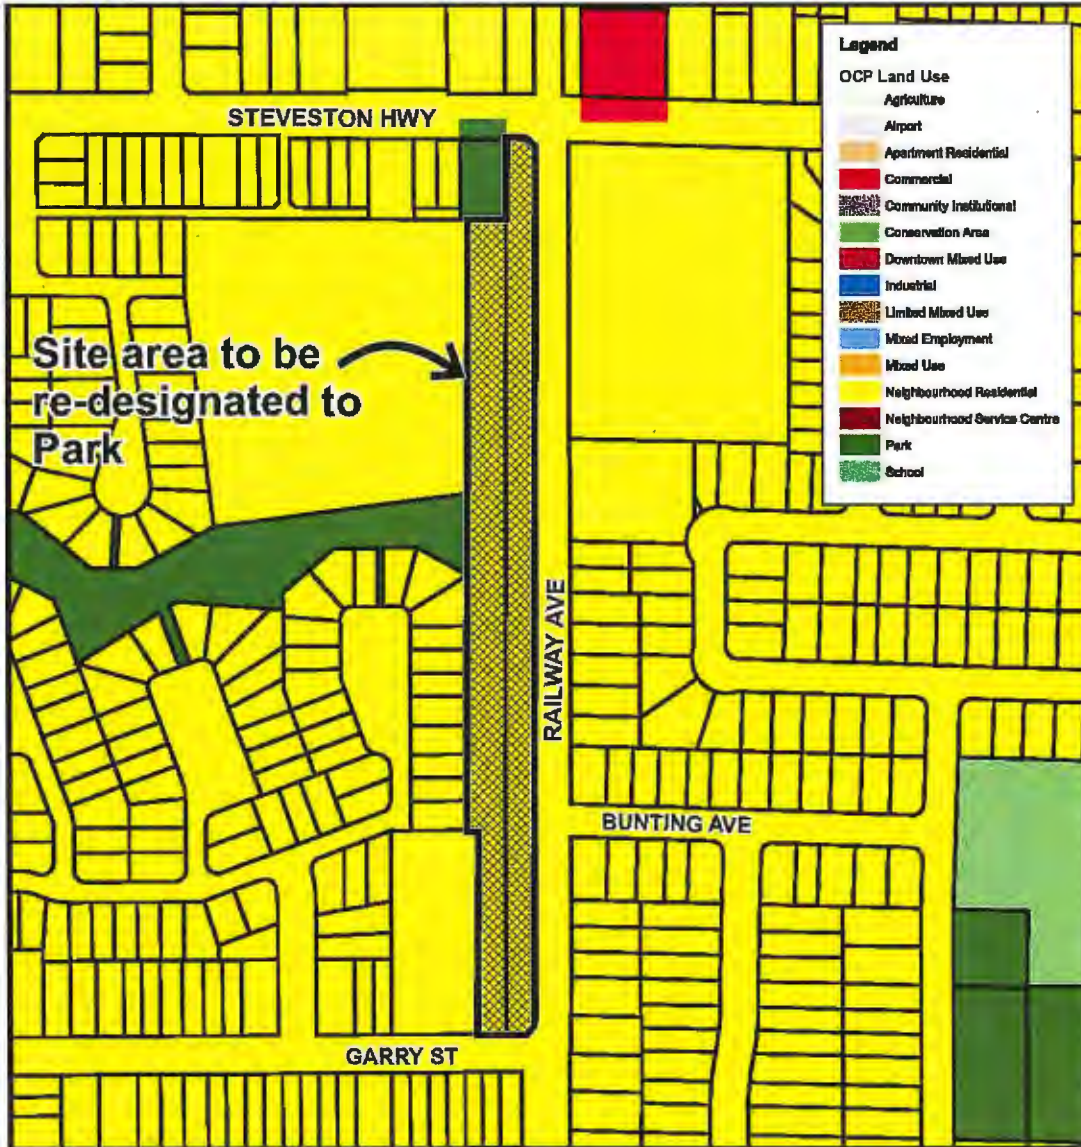 Legend
OCP Land Use
Agriculture
Airport
Apartment Residential
Commercial
Community Institutional
Conservation Area
Downtown Mixed Use
Industrial
Limited Mixed Use
Mixed Employment
Mixed Use
Neighbourhood Residential
Neighbourhood Service Centre
Park
School
STEVESTON HWY
Site area to be
re-designated to
Park
RAILWAY AVE
BUNTING AVE
GARRY ST